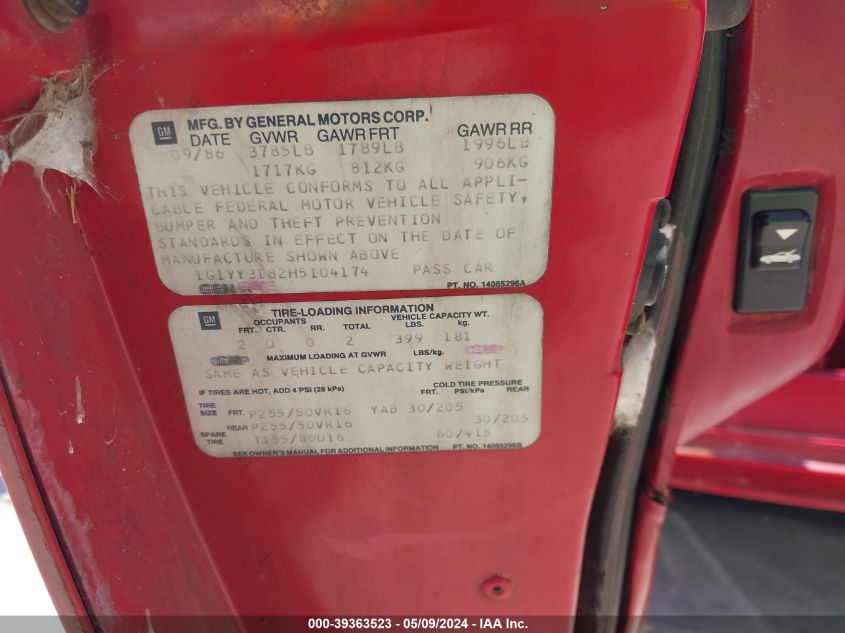 GM
MFG. BY GENERAL MOTORS CORP.
DATE GVWR GAWR FRT GAWR RR
09/86 3785LB 1789LB 1996LB
1717KG 812KG 906KG
THIS VEHICLE CONFORMS TO ALL APPLI-
CABLE FEDERAL MOTOR VEHICLE SAFETY,
BUMPER AND THEFT PREVENTION
STANDARDS IN EFFECT ON THE DATE OF
MANUFACTURE SHOWN ABOVE
1G1YY3182H5104174 PASS CAR
PT. NO. 14085296A
GM
TIRE-LOADING INFORMATION
OCCUPANTS VEHICLE CAPACITY WT.
FRT. CTR. RR. TOTAL LBS. kg.
2 0 0 2 399 181
MAXIMUM LOADING AT GVWR LBS/kg.
SAME AS VEHICLE CAPACITY WEIGHT
IF TIRES ARE HOT, ADD 4 PSI (28 kPa) COLD TIRE PRESSURE
FRT. PSI/kPa REAR
TIRE SIZE FRT. P255/50VR16 YAB 30/205
REAR P255/50VR16 30/205
SPARE TIRE T155/80D16 60/415
SEE OWNER'S MANUAL FOR ADDITIONAL INFORMATION PT. NO. 14085296B
000-39363523 - 05/09/2024 - IAA Inc.